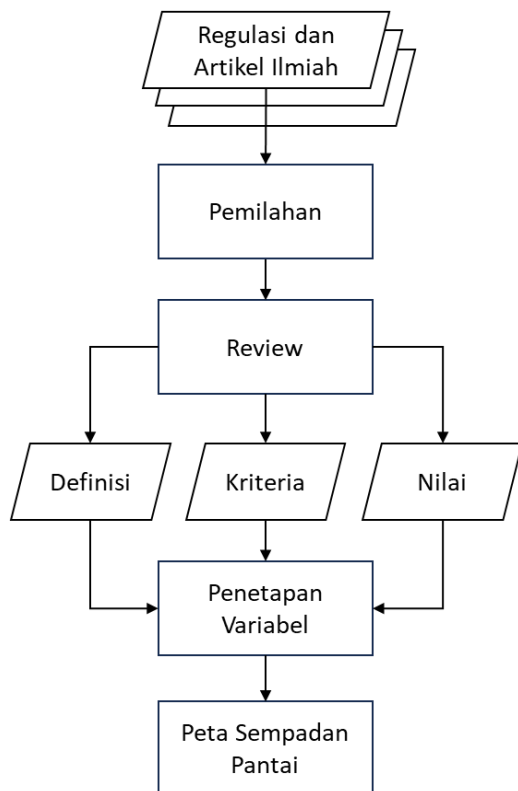 Regulasi dan
Artikel Ilmiah
Pemilahan
Review
Definisi
Kriteria
Nilai
Penetapan
Variabel
Peta Sempadan
Pantai